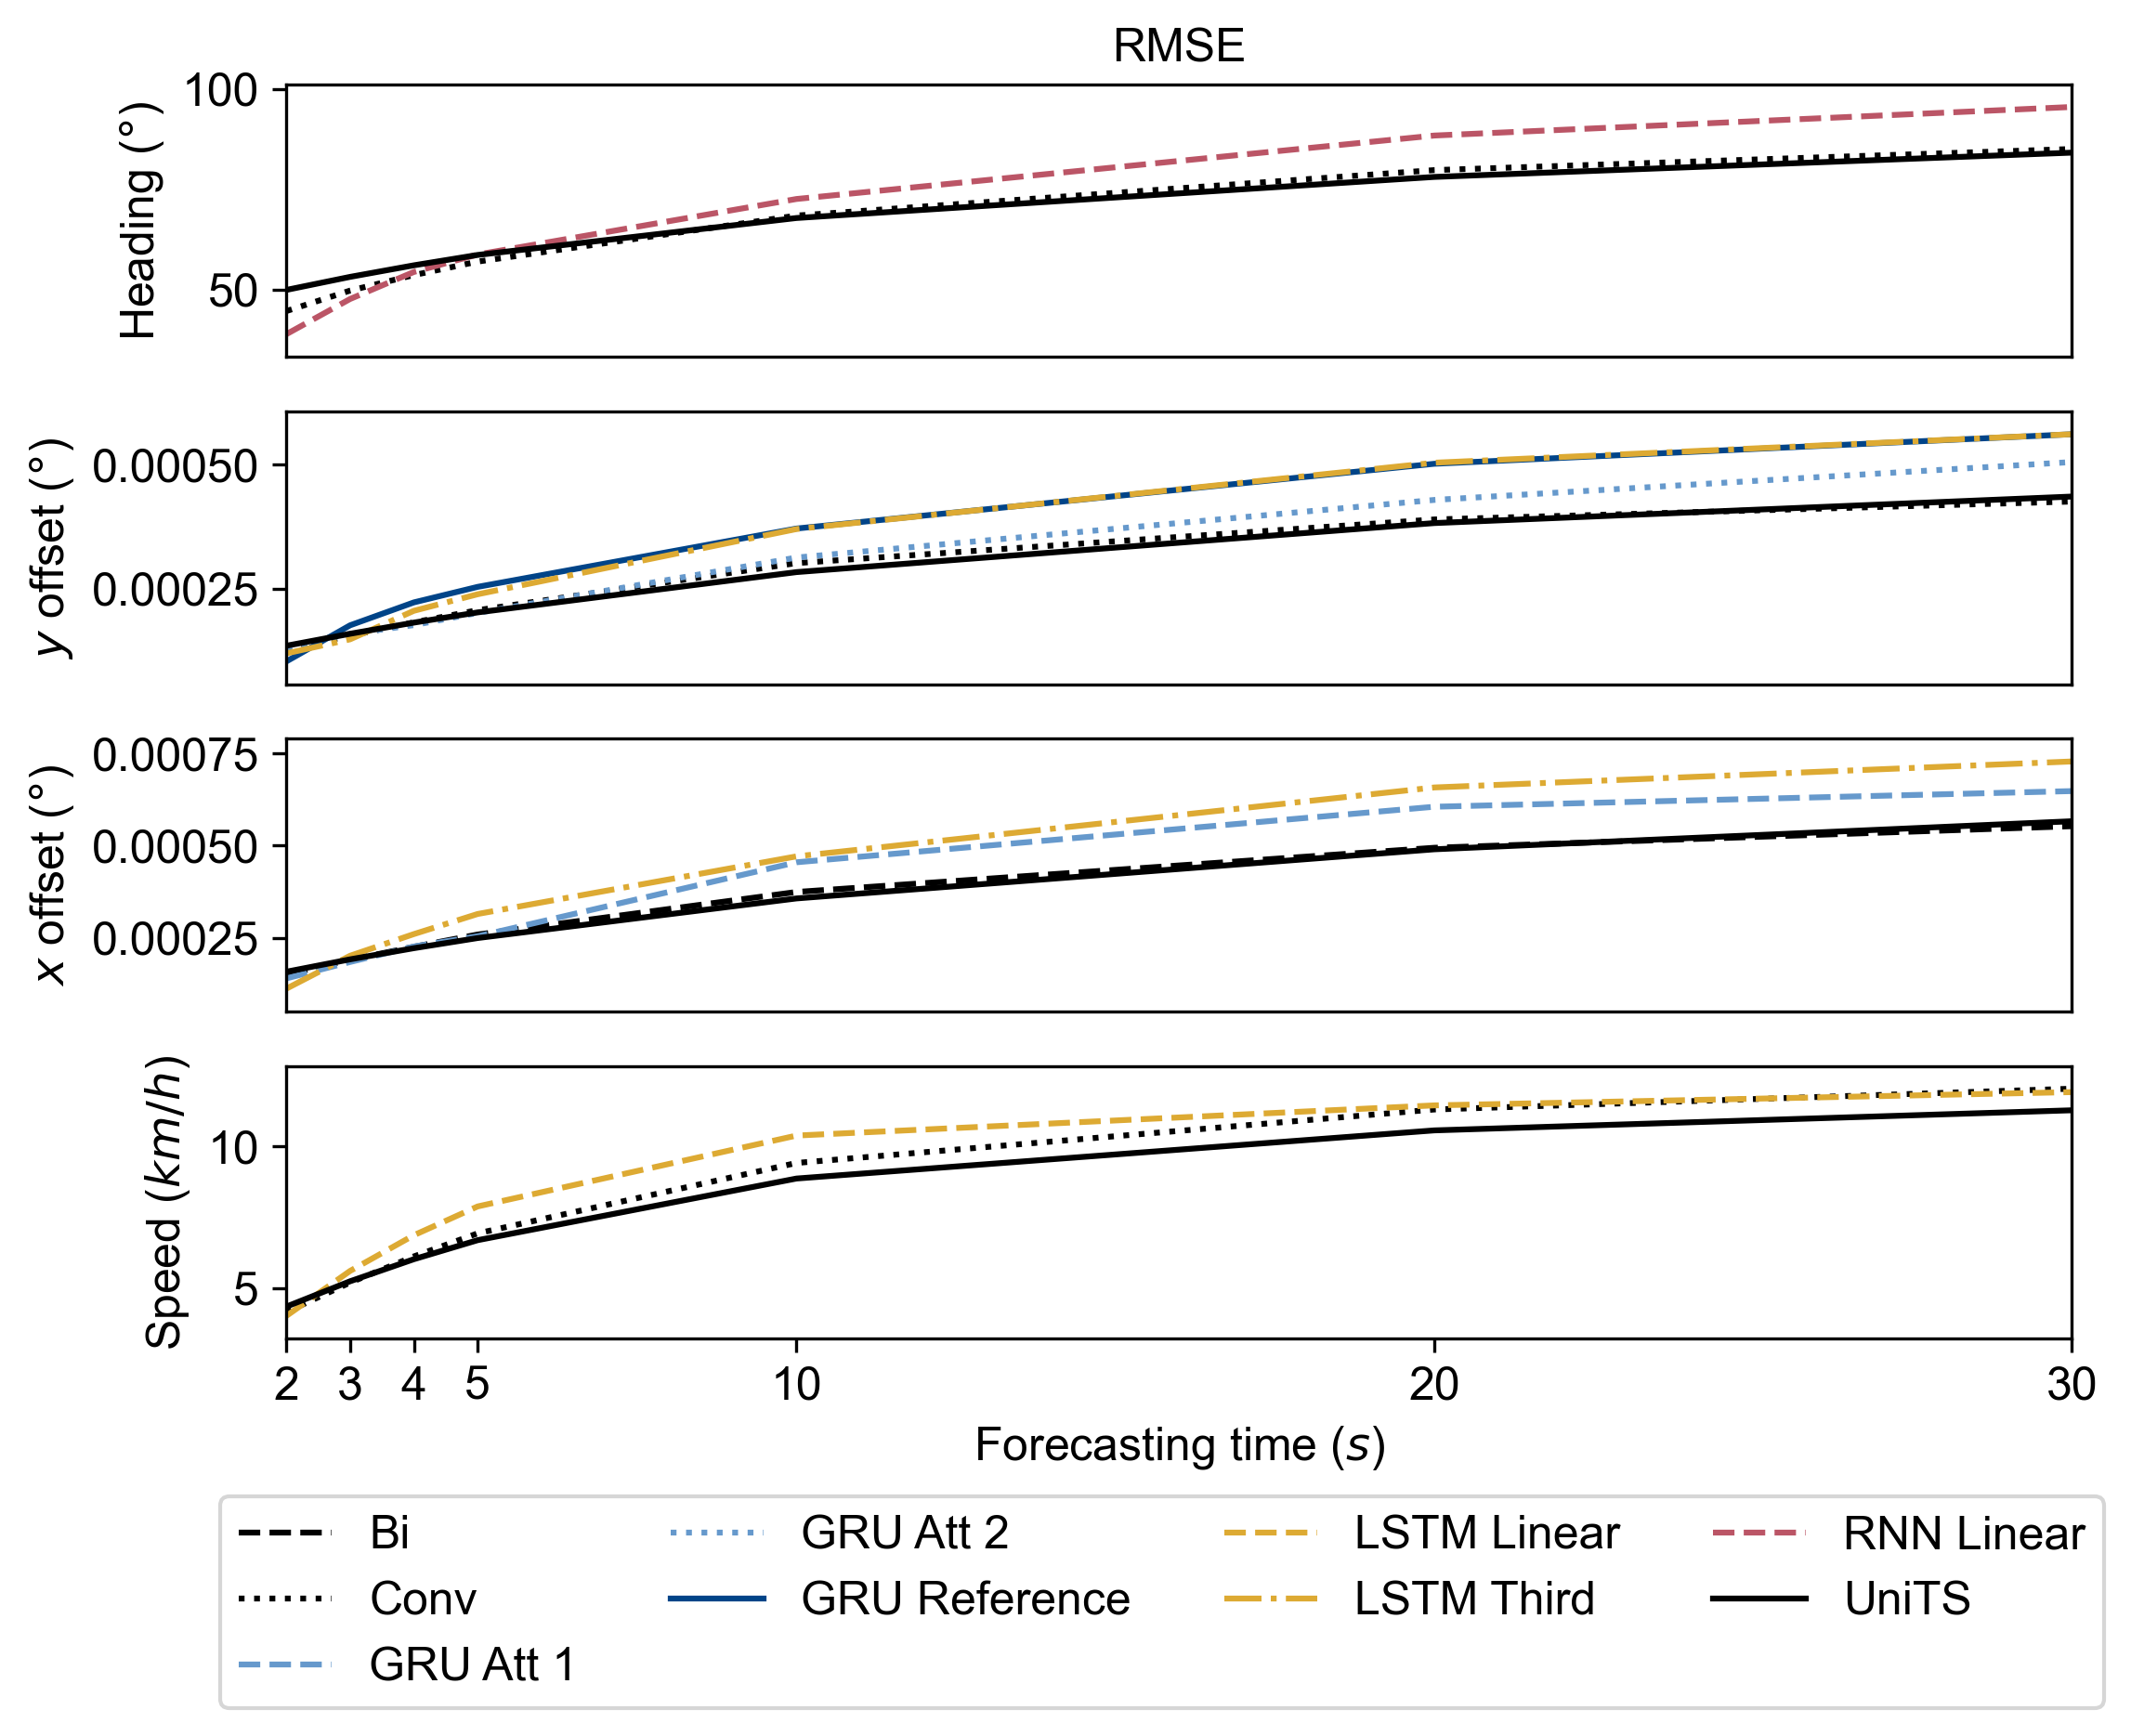 RMSE
Heading (°)
100
50
y offset (°)
0.00050
0.00025
x offset (°)
0.00075
0.00050
0.00025
Speed (km/h)
10
5
2 3 4 5 10 20 30
Forecasting time (s)
Bi GRU Att 2 LSTM Linear RNN Linear
Conv GRU Reference LSTM Third UniTS
GRU Att 1